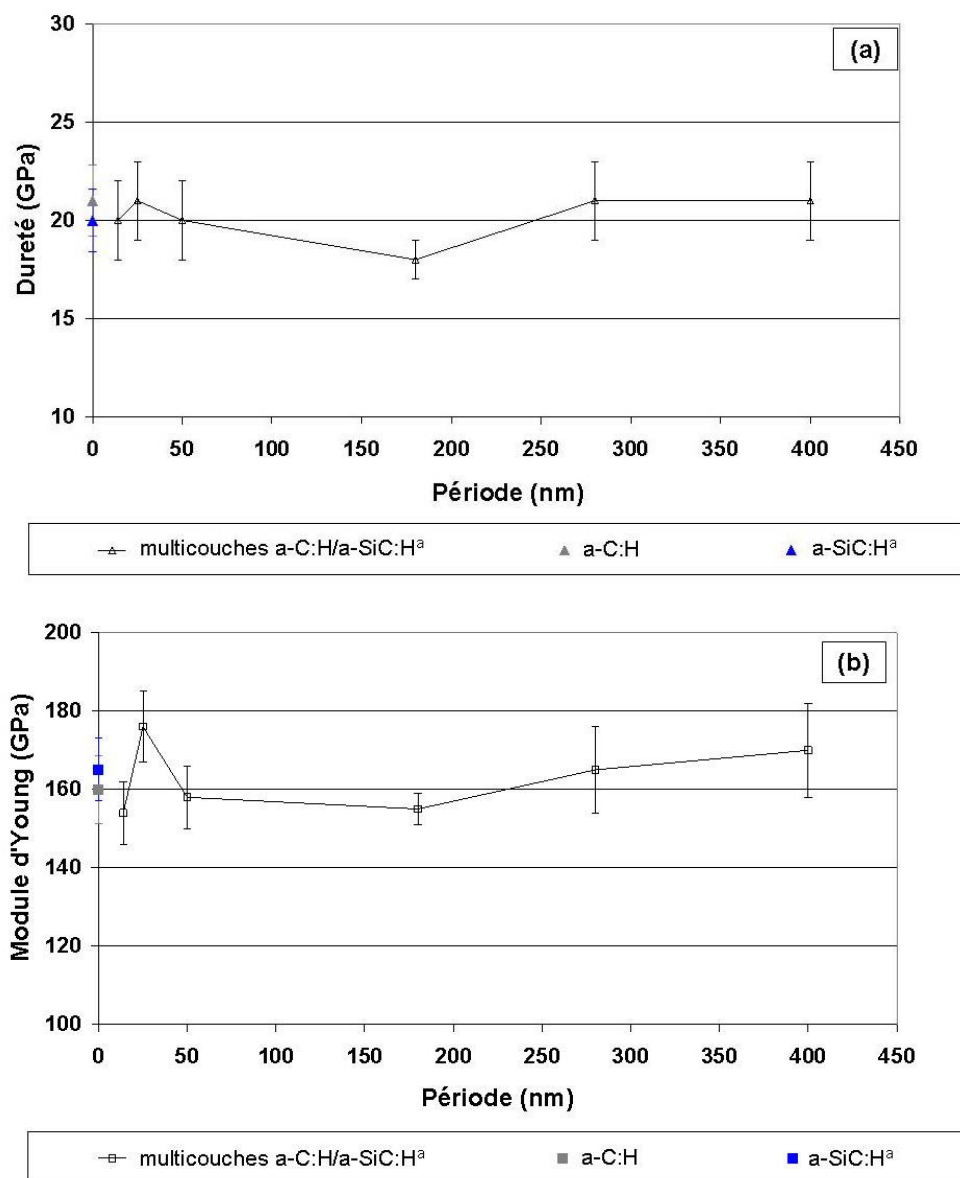 (a)
30
25
20
15
10
Dureté (GPa)
0 50 100 150 200 250 300 350 400 450
Période (nm)
multicouches a-C:H/a-SiC:Hᵃ a-C:H a-SiC:Hᵃ
(b)
200
180
160
140
120
100
Module d'Young (GPa)
0 50 100 150 200 250 300 350 400 450
Période (nm)
multicouches a-C:H/a-SiC:Hᵃ a-C:H a-SiC:Hᵃ